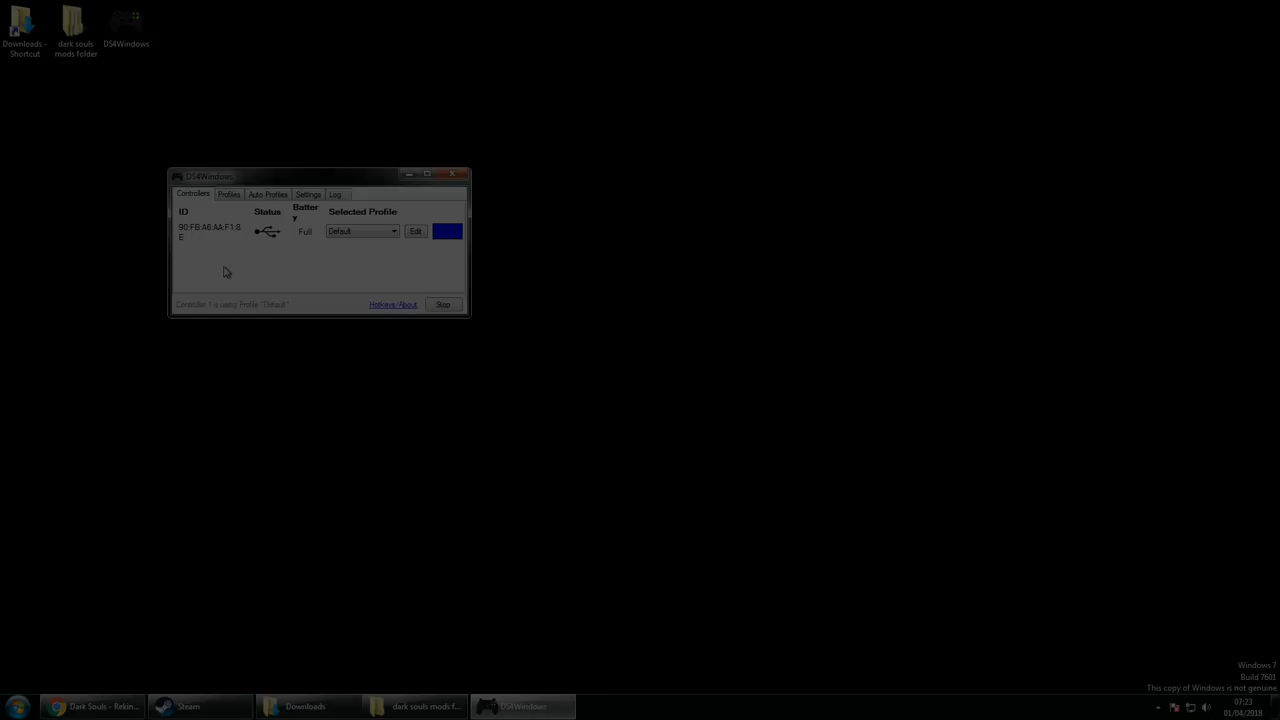 Downloads -
Shortcut
dark souls
mods folder
DS4Windows
DS4Windows
Controllers
Profiles
Auto Profiles
Settings
Log
ID
Status
Batter
y
Selected Profile
90:FB:A6:AA:F1:8
E
Full
Default
Edit
Controller 1 is using Profile "Default"
Hotkeys/About
Stop
Windows 7
Build 7601
This copy of Windows is not genuine
Dark Souls - Rekin...
Steam
Downloads
dark souls mods f...
DS4Windows
07:23
01/04/2018